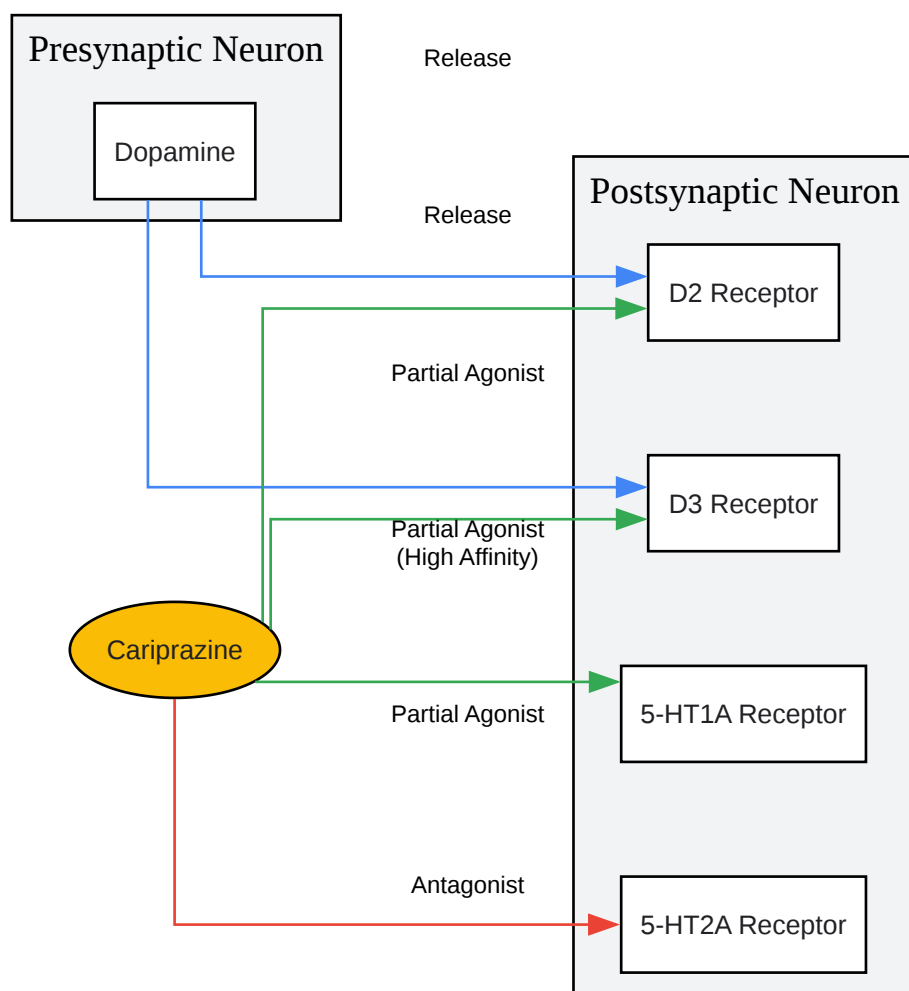 Presynaptic Neuron
Release
Dopamine
Postsynaptic Neuron
Release
D2 Receptor
Partial Agonist
D3 Receptor
Partial Agonist
(High Affinity)
Cariprazine
5-HT1A Receptor
Partial Agonist
Antagonist
5-HT2A Receptor